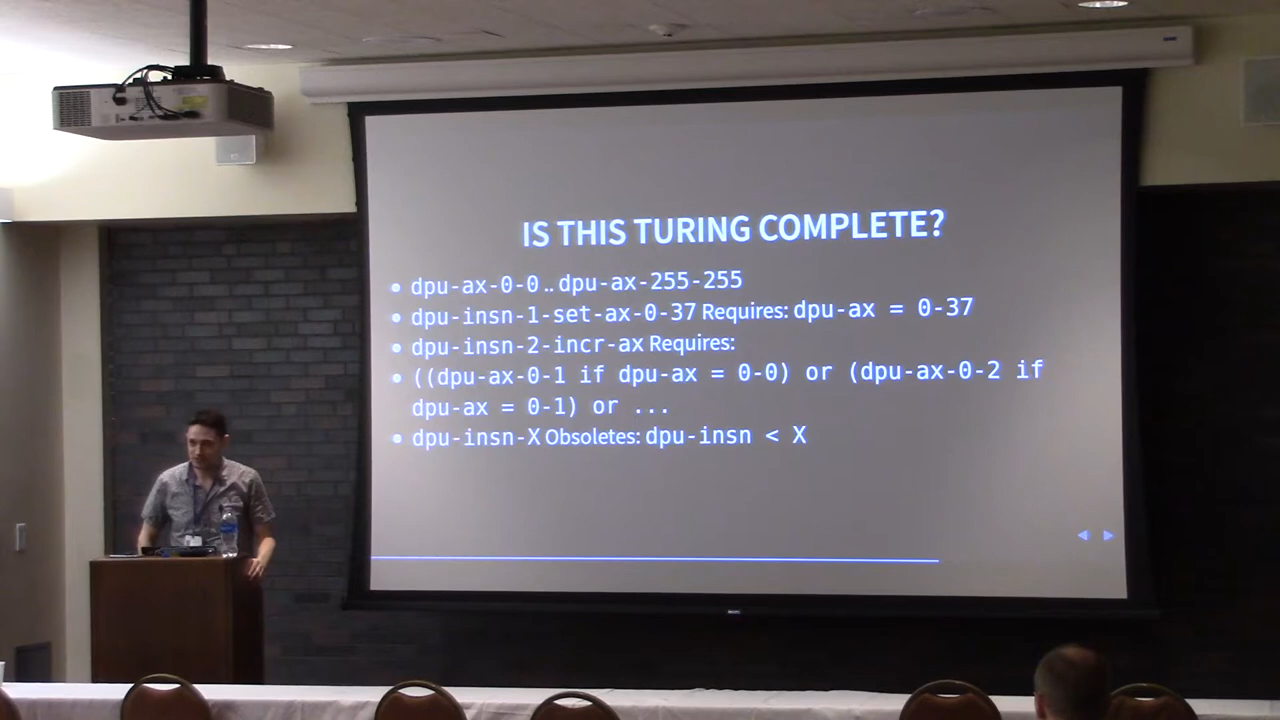 IS THIS TURING COMPLETE?
dpu-ax-0-0..dpu-ax-255-255
dpu-insn-1-set-ax-0-37 Requires: dpu-ax = 0-37
dpu-insn-2-incr-ax Requires:
((dpu-ax-0-1 if dpu-ax = 0-0) or (dpu-ax-0-2 if
dpu-ax = 0-1) or ...
dpu-insn-X Obsoletes: dpu-insn < X